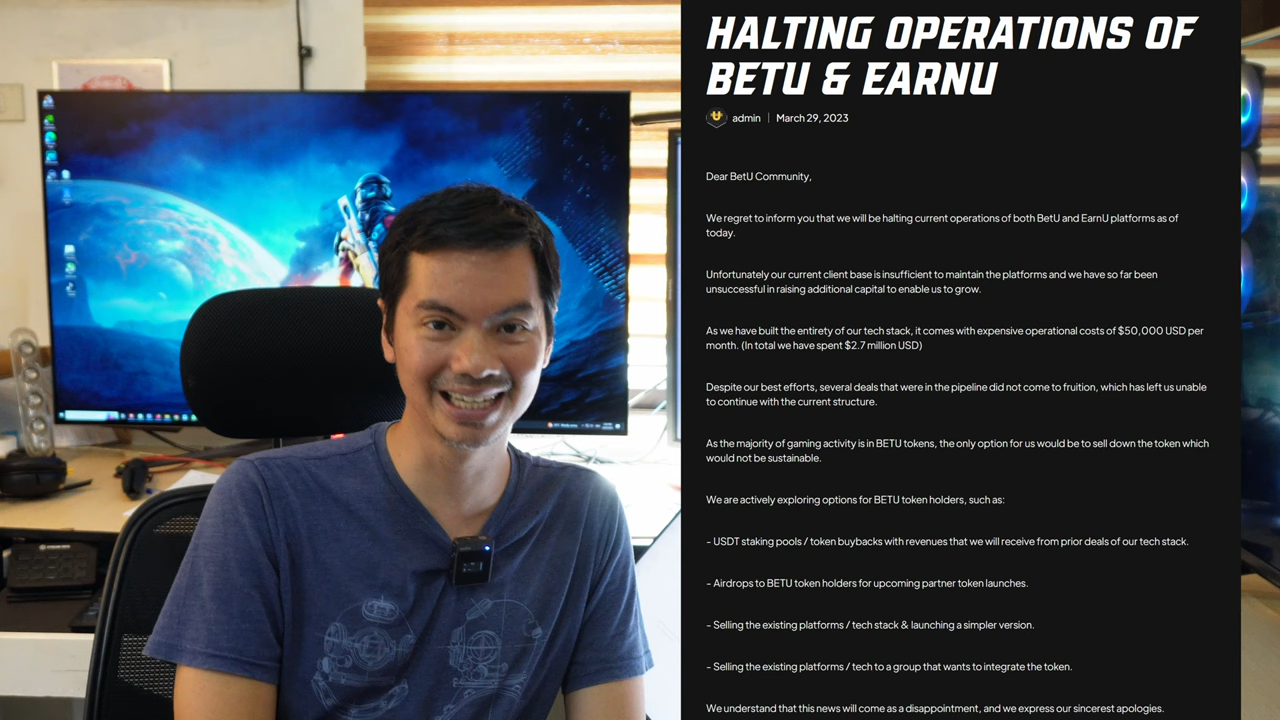 HALTING OPERATIONS OF
BETU & EARNU
admin | March 29, 2023
Dear BetU Community,
We regret to inform you that we will be halting current operations of both BetU and EarnU platforms as of
today.
Unfortunately our current client base is insufficient to maintain the platforms and we have so far been
unsuccessful in raising additional capital to enable us to grow.
As we have built the entirety of our tech stack, it comes with expensive operational costs of $50,000 USD per
month. (In total we have spent $2.7 million USD)
Despite our best efforts, several deals that were in the pipeline did not come to fruition, which has left us unable
to continue with the current structure.
As the majority of gaming activity is in BETU tokens, the only option for us would be to sell down the token which
would not be sustainable.
We are actively exploring options for BETU token holders, such as:
- USDT staking pools / token buybacks with revenues that we will receive from prior deals of our tech stack.
- Airdrops to BETU token holders for upcoming partner token launches.
- Selling the existing platforms / tech stack & launching a simpler version.
- Selling the existing platforms / tech to a group that wants to integrate the token.
We understand that this news will come as a disappointment, and we express our sincerest apologies.